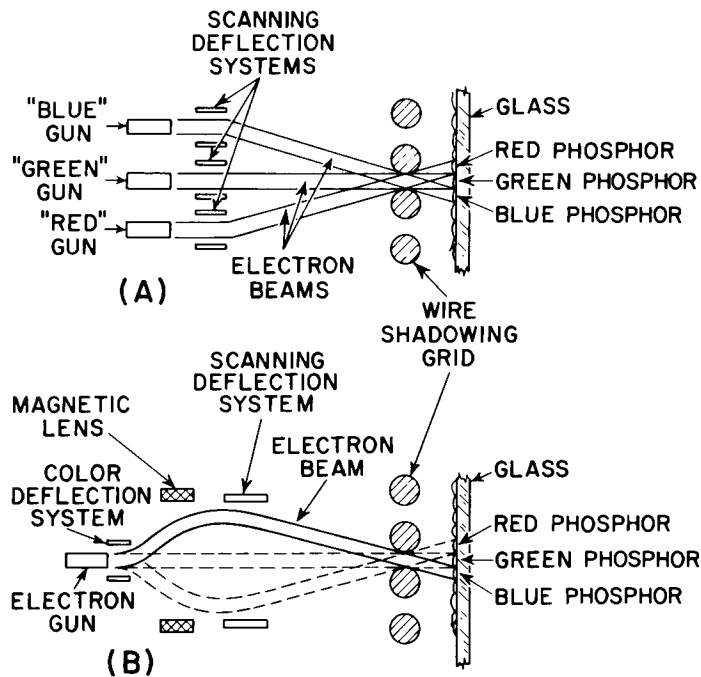 SCANNING
DEFLECTION
SYSTEMS
"BLUE"
GUN
"GREEN"
GUN
"RED"
GUN
(A)
ELECTRON
BEAMS
GLASS
RED PHOSPHOR
GREEN PHOSPHOR
BLUE PHOSPHOR
WIRE
SHADOWING
GRID
SCANNING
DEFLECTION
SYSTEM
MAGNETIC
LENS
ELECTRON
BEAM
COLOR
DEFLECTION
SYSTEM
GLASS
RED PHOSPHOR
GREEN PHOSPHOR
BLUE PHOSPHOR
ELECTRON
GUN
(B)